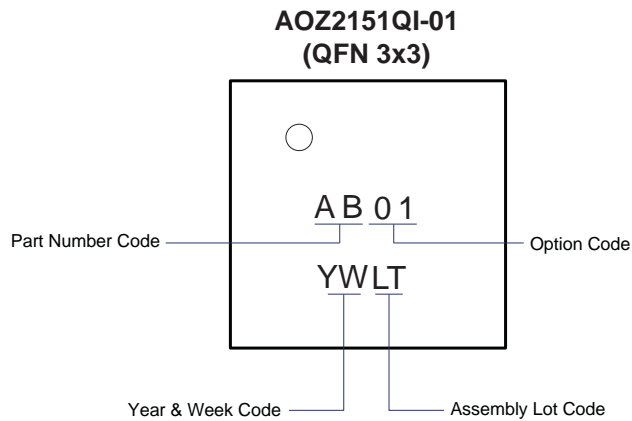 AOZ2151QI-01
(QFN 3x3)
AB01
Part Number Code
Option Code
YWLT
Year & Week Code
Assembly Lot Code